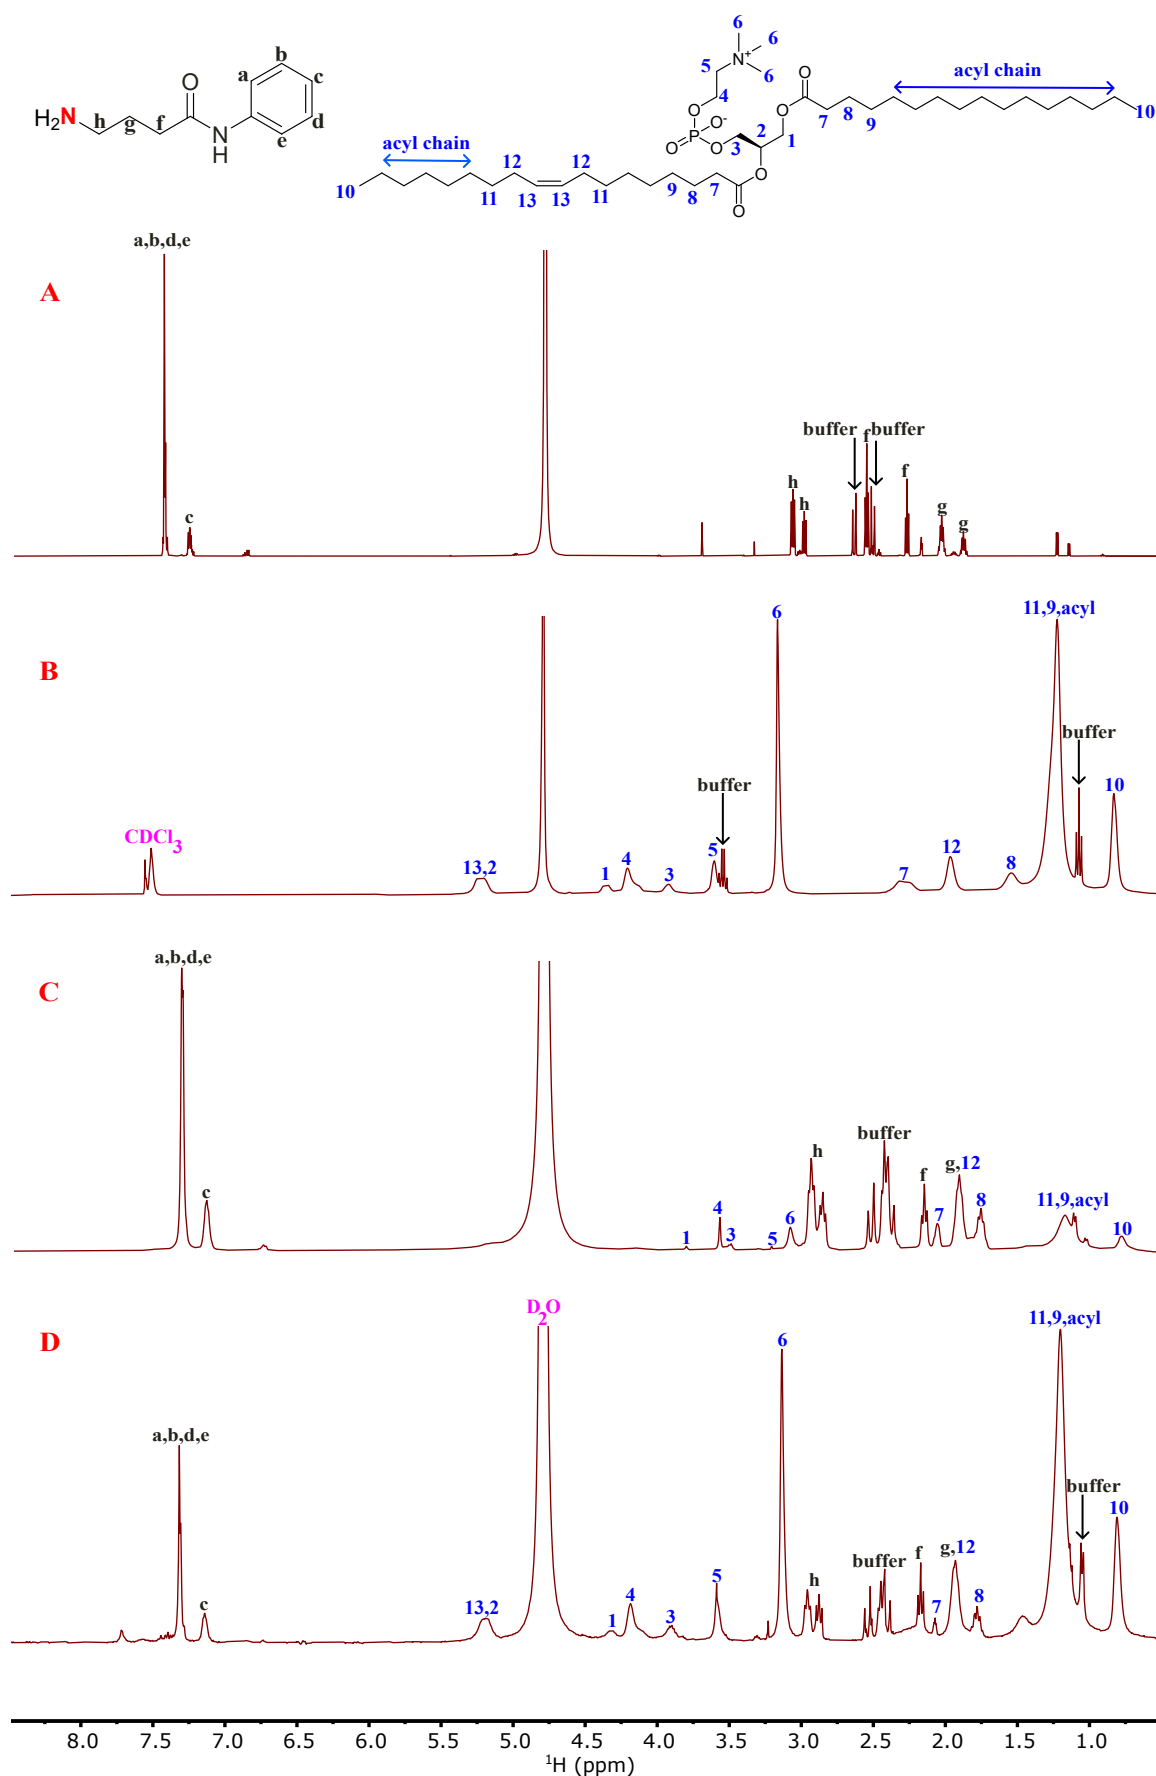 b
a
c
O
H₂N
h
g
f
N
H
d
e
6
6
N⁺
6
5
4
O
O⁻
P
O
O
3
2
1
O
O
O
O
7
8
9
acyl chain
10
acyl chain
10
11
12
13
13
12
11
9
8
7
A
a,b,d,e
c
h
h
buffer
f
buffer
f
g
g
B
CDCl₃
13,2
1
4
3
5
buffer
6
7
12
8
11,9,acyl
buffer
10
C
a,b,d,e
c
1
4
3
5
6
h
buffer
f
7
g,12
8
11,9,acyl
10
D
a,b,d,e
c
13,2
D₂O
1
4
3
5
6
h
buffer
f
7
g,12
8
11,9,acyl
buffer
10
8.0 7.5 7.0 6.5 6.0 5.5 5.0 4.5 4.0 3.5 3.0 2.5 2.0 1.5 1.0
¹H (ppm)